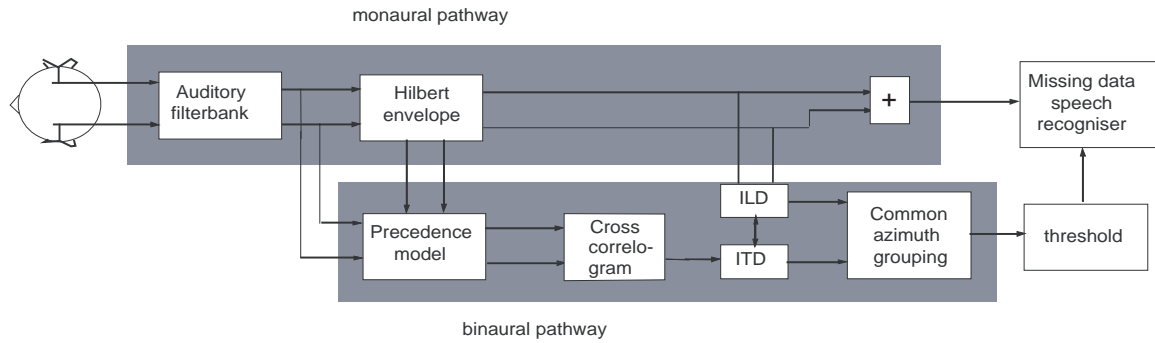 monaural pathway
Auditory
filterbank
Hilbert
envelope
+
Missing data
speech
recogniser
Precedence
model
Cross
correlo-
gram
ILD
ITD
Common
azimuth
grouping
threshold
binaural pathway